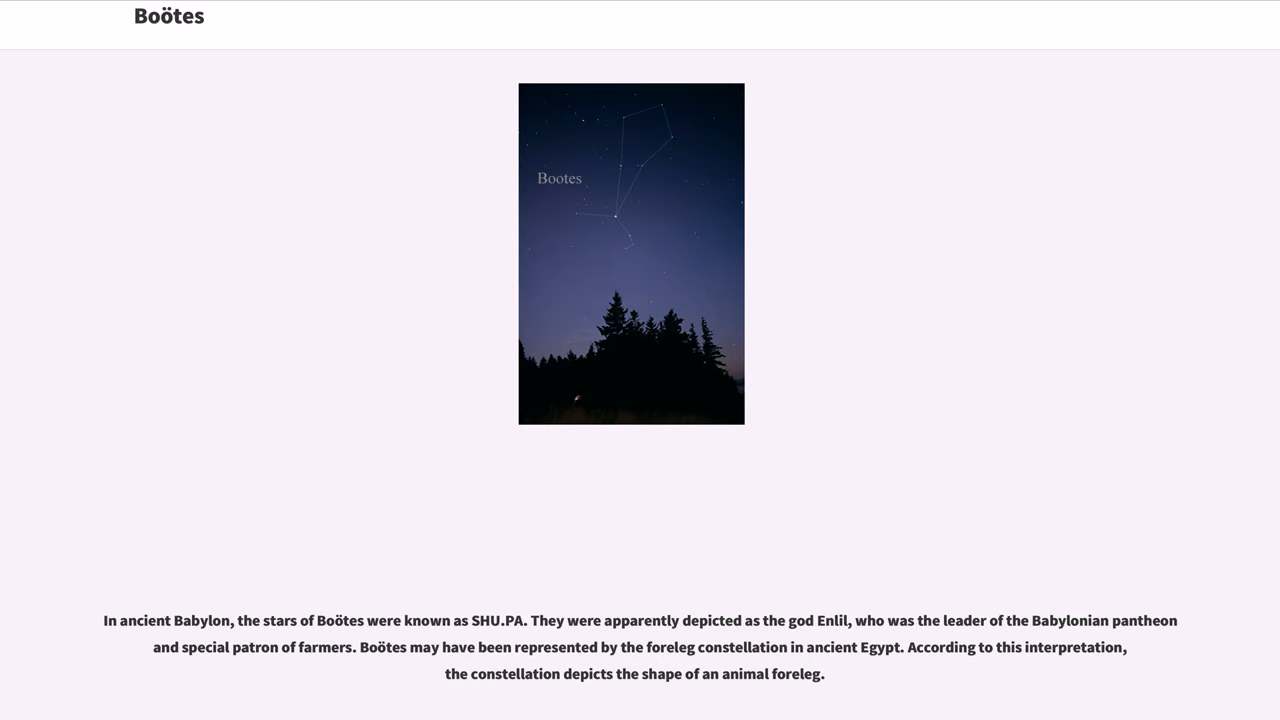 Boötes
Bootes
In ancient Babylon, the stars of Boötes were known as SHU.PA. They were apparently depicted as the god Enlil, who was the leader of the Babylonian pantheon
and special patron of farmers. Boötes may have been represented by the foreleg constellation in ancient Egypt. According to this interpretation,
the constellation depicts the shape of an animal foreleg.